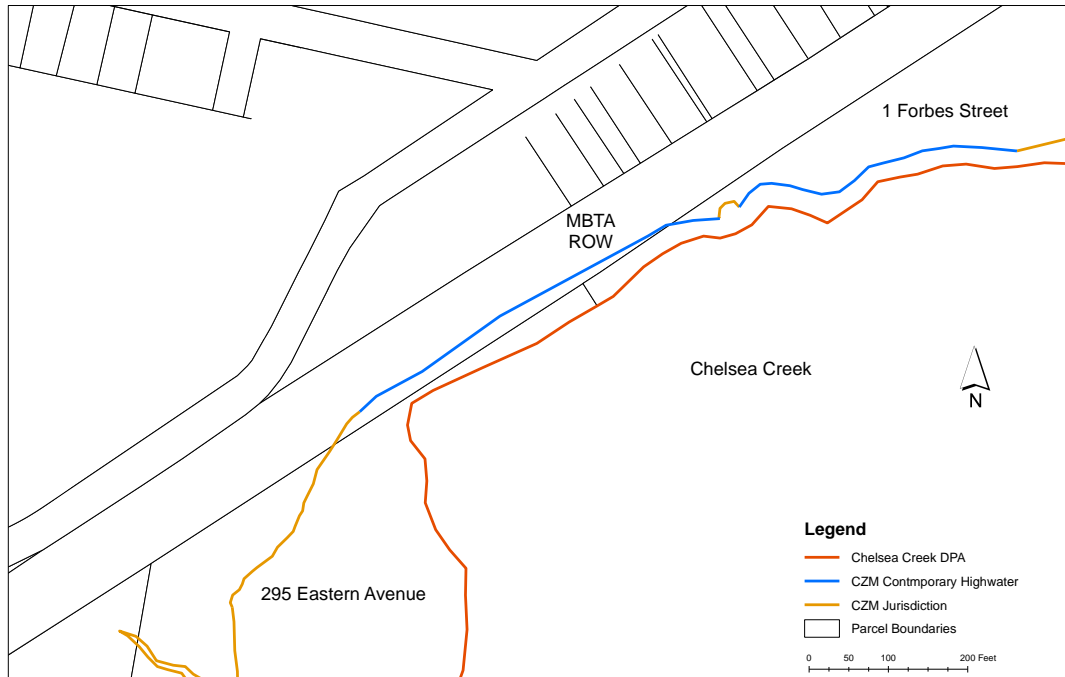 1 Forbes Street
MBTA
ROW
Chelsea Creek
N
295 Eastern Avenue
Legend
Chelsea Creek DPA
CZM Contmporary Highwater
CZM Jurisdiction
Parcel Boundaries
0 50 100 200 Feet